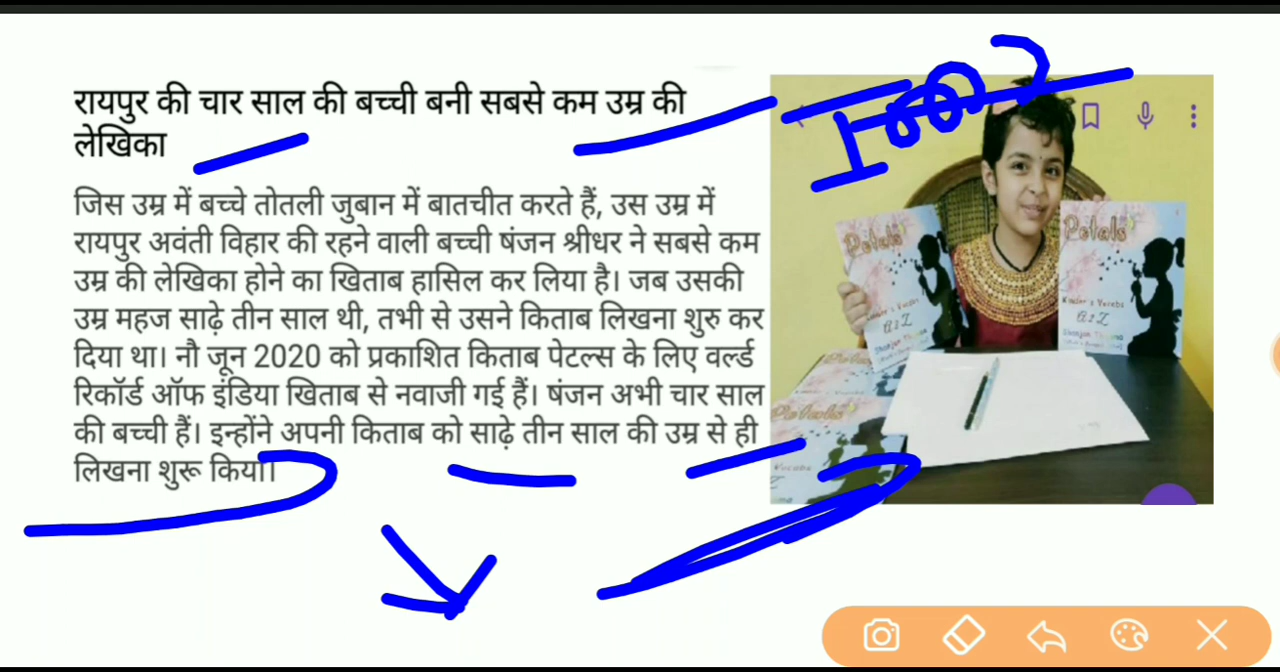 रायपुर की चार साल की बच्ची बनी सबसे कम उम्र की
लेखिका
जिस उम्र में बच्चे तोतली जुबान में बातचीत करते हैं, उस उम्र में
रायपुर अवंती विहार की रहने वाली बच्ची षंजन श्रीधर ने सबसे कम
उम्र की लेखिका होने का खिताब हासिल कर लिया है। जब उसकी
उम्र महज साढ़े तीन साल थी, तभी से उसने किताब लिखना शुरु कर
दिया था। नौ जून 2020 को प्रकाशित किताब पेटल्स के लिए वर्ल्ड
रिकॉर्ड ऑफ इंडिया खिताब से नवाजी गई हैं। षंजन अभी चार साल
की बच्ची हैं। इन्होंने अपनी किताब को साढ़े तीन साल की उम्र से ही
लिखना शुरू किया।
Petals
Petals
Petals